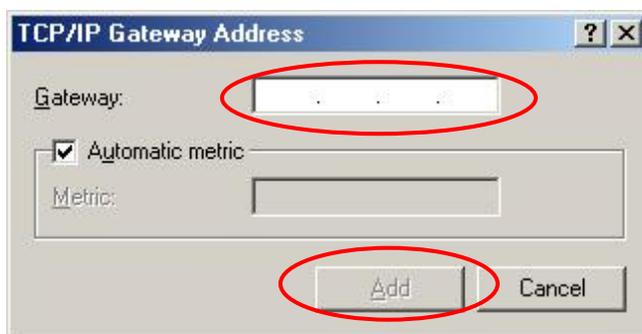 TCP/IP Gateway Address
Gateway: . . .
Automatic metric
Metric:
Add Cancel